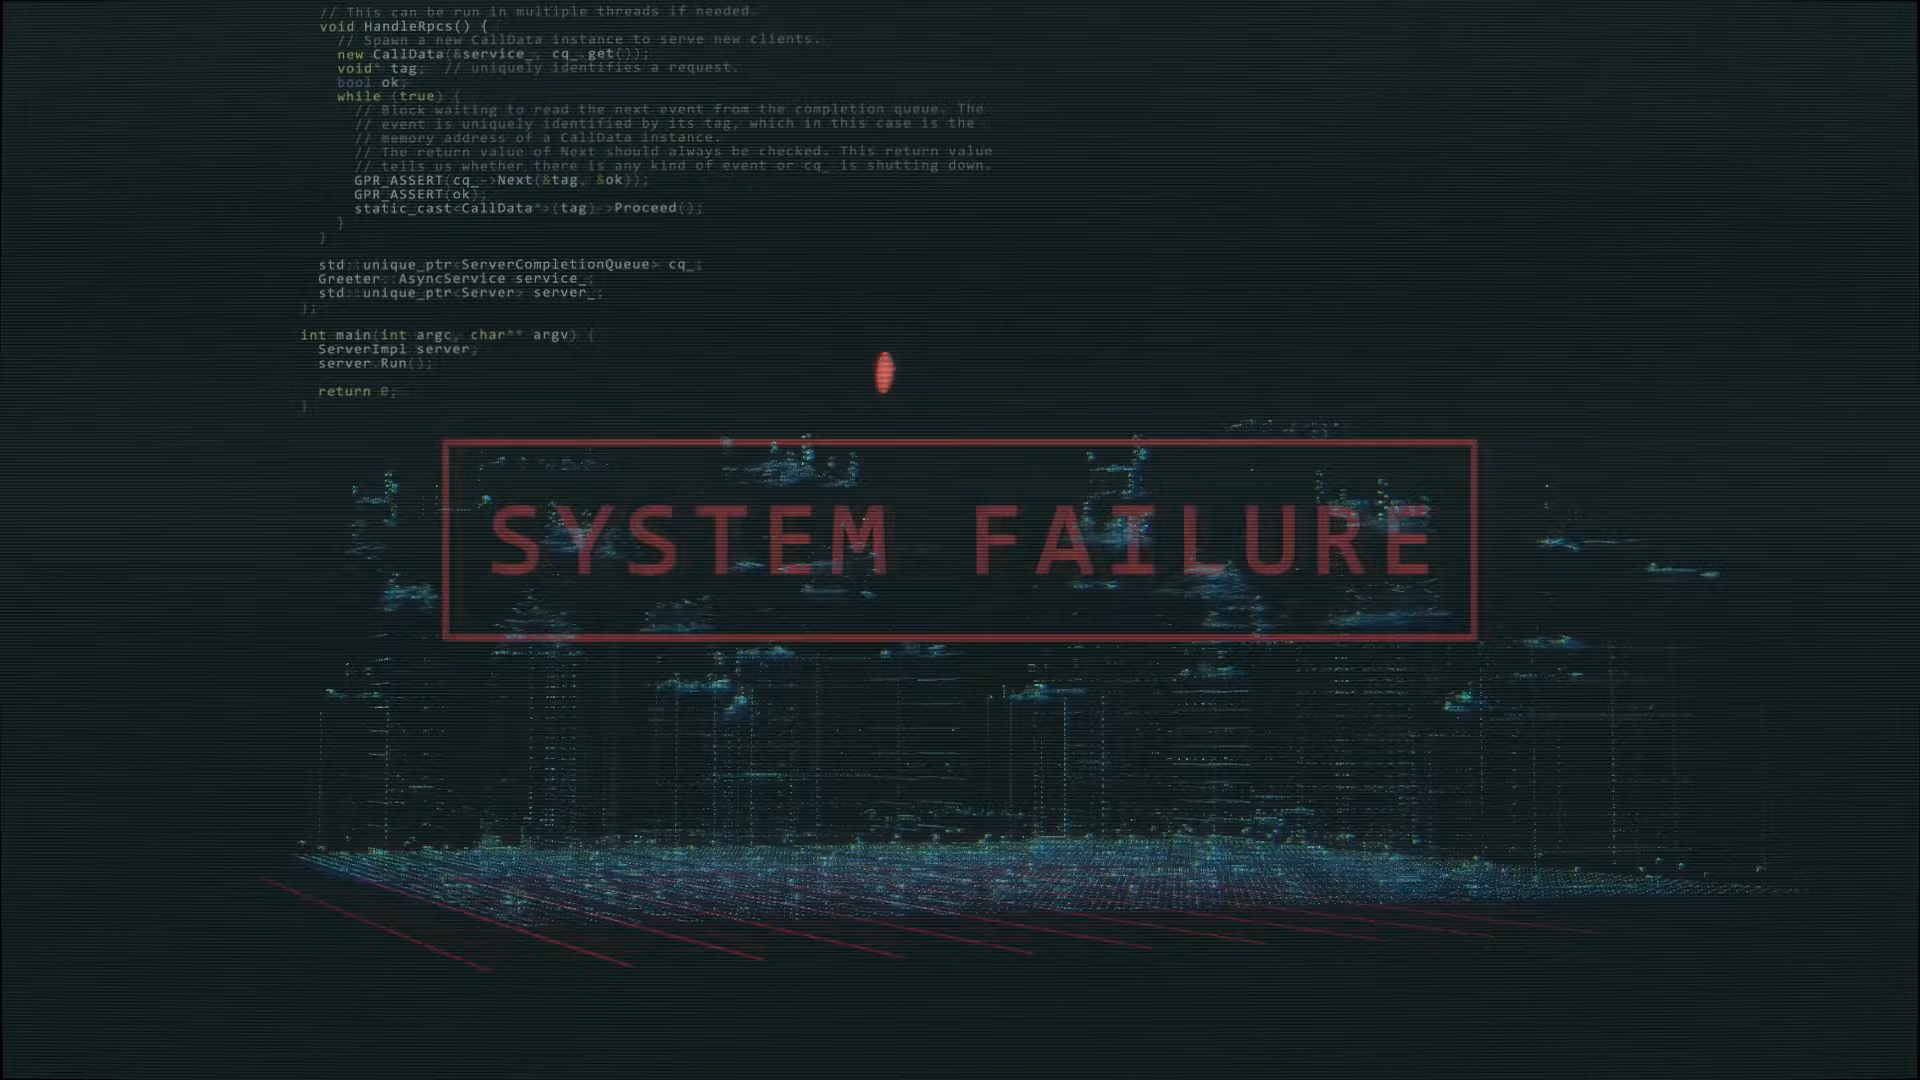 // This can be run in multiple threads if needed.
void HandleRpcs() {
// Spawn a new CallData instance to serve new clients.
new CallData(&service_, cq_.get());
void* tag; // uniquely identifies a request.
bool ok;
while (true) {
// Block waiting to read the next event from the completion queue. The
// event is uniquely identified by its tag, which in this case is the
// memory address of a CallData instance.
// The return value of Next should always be checked. This return value
// tells us whether there is any kind of event or cq_ is shutting down.
GPR_ASSERT(cq_->Next(&tag, &ok));
GPR_ASSERT(ok);
static_cast<CallData*>(tag)->Proceed();
}
}
std::unique_ptr<ServerCompletionQueue> cq_;
Greeter::AsyncService service_;
std::unique_ptr<Server> server_;
};
int main(int argc, char** argv) {
ServerImpl server;
server.Run();
return 0;
}
SYSTEM FAILURE